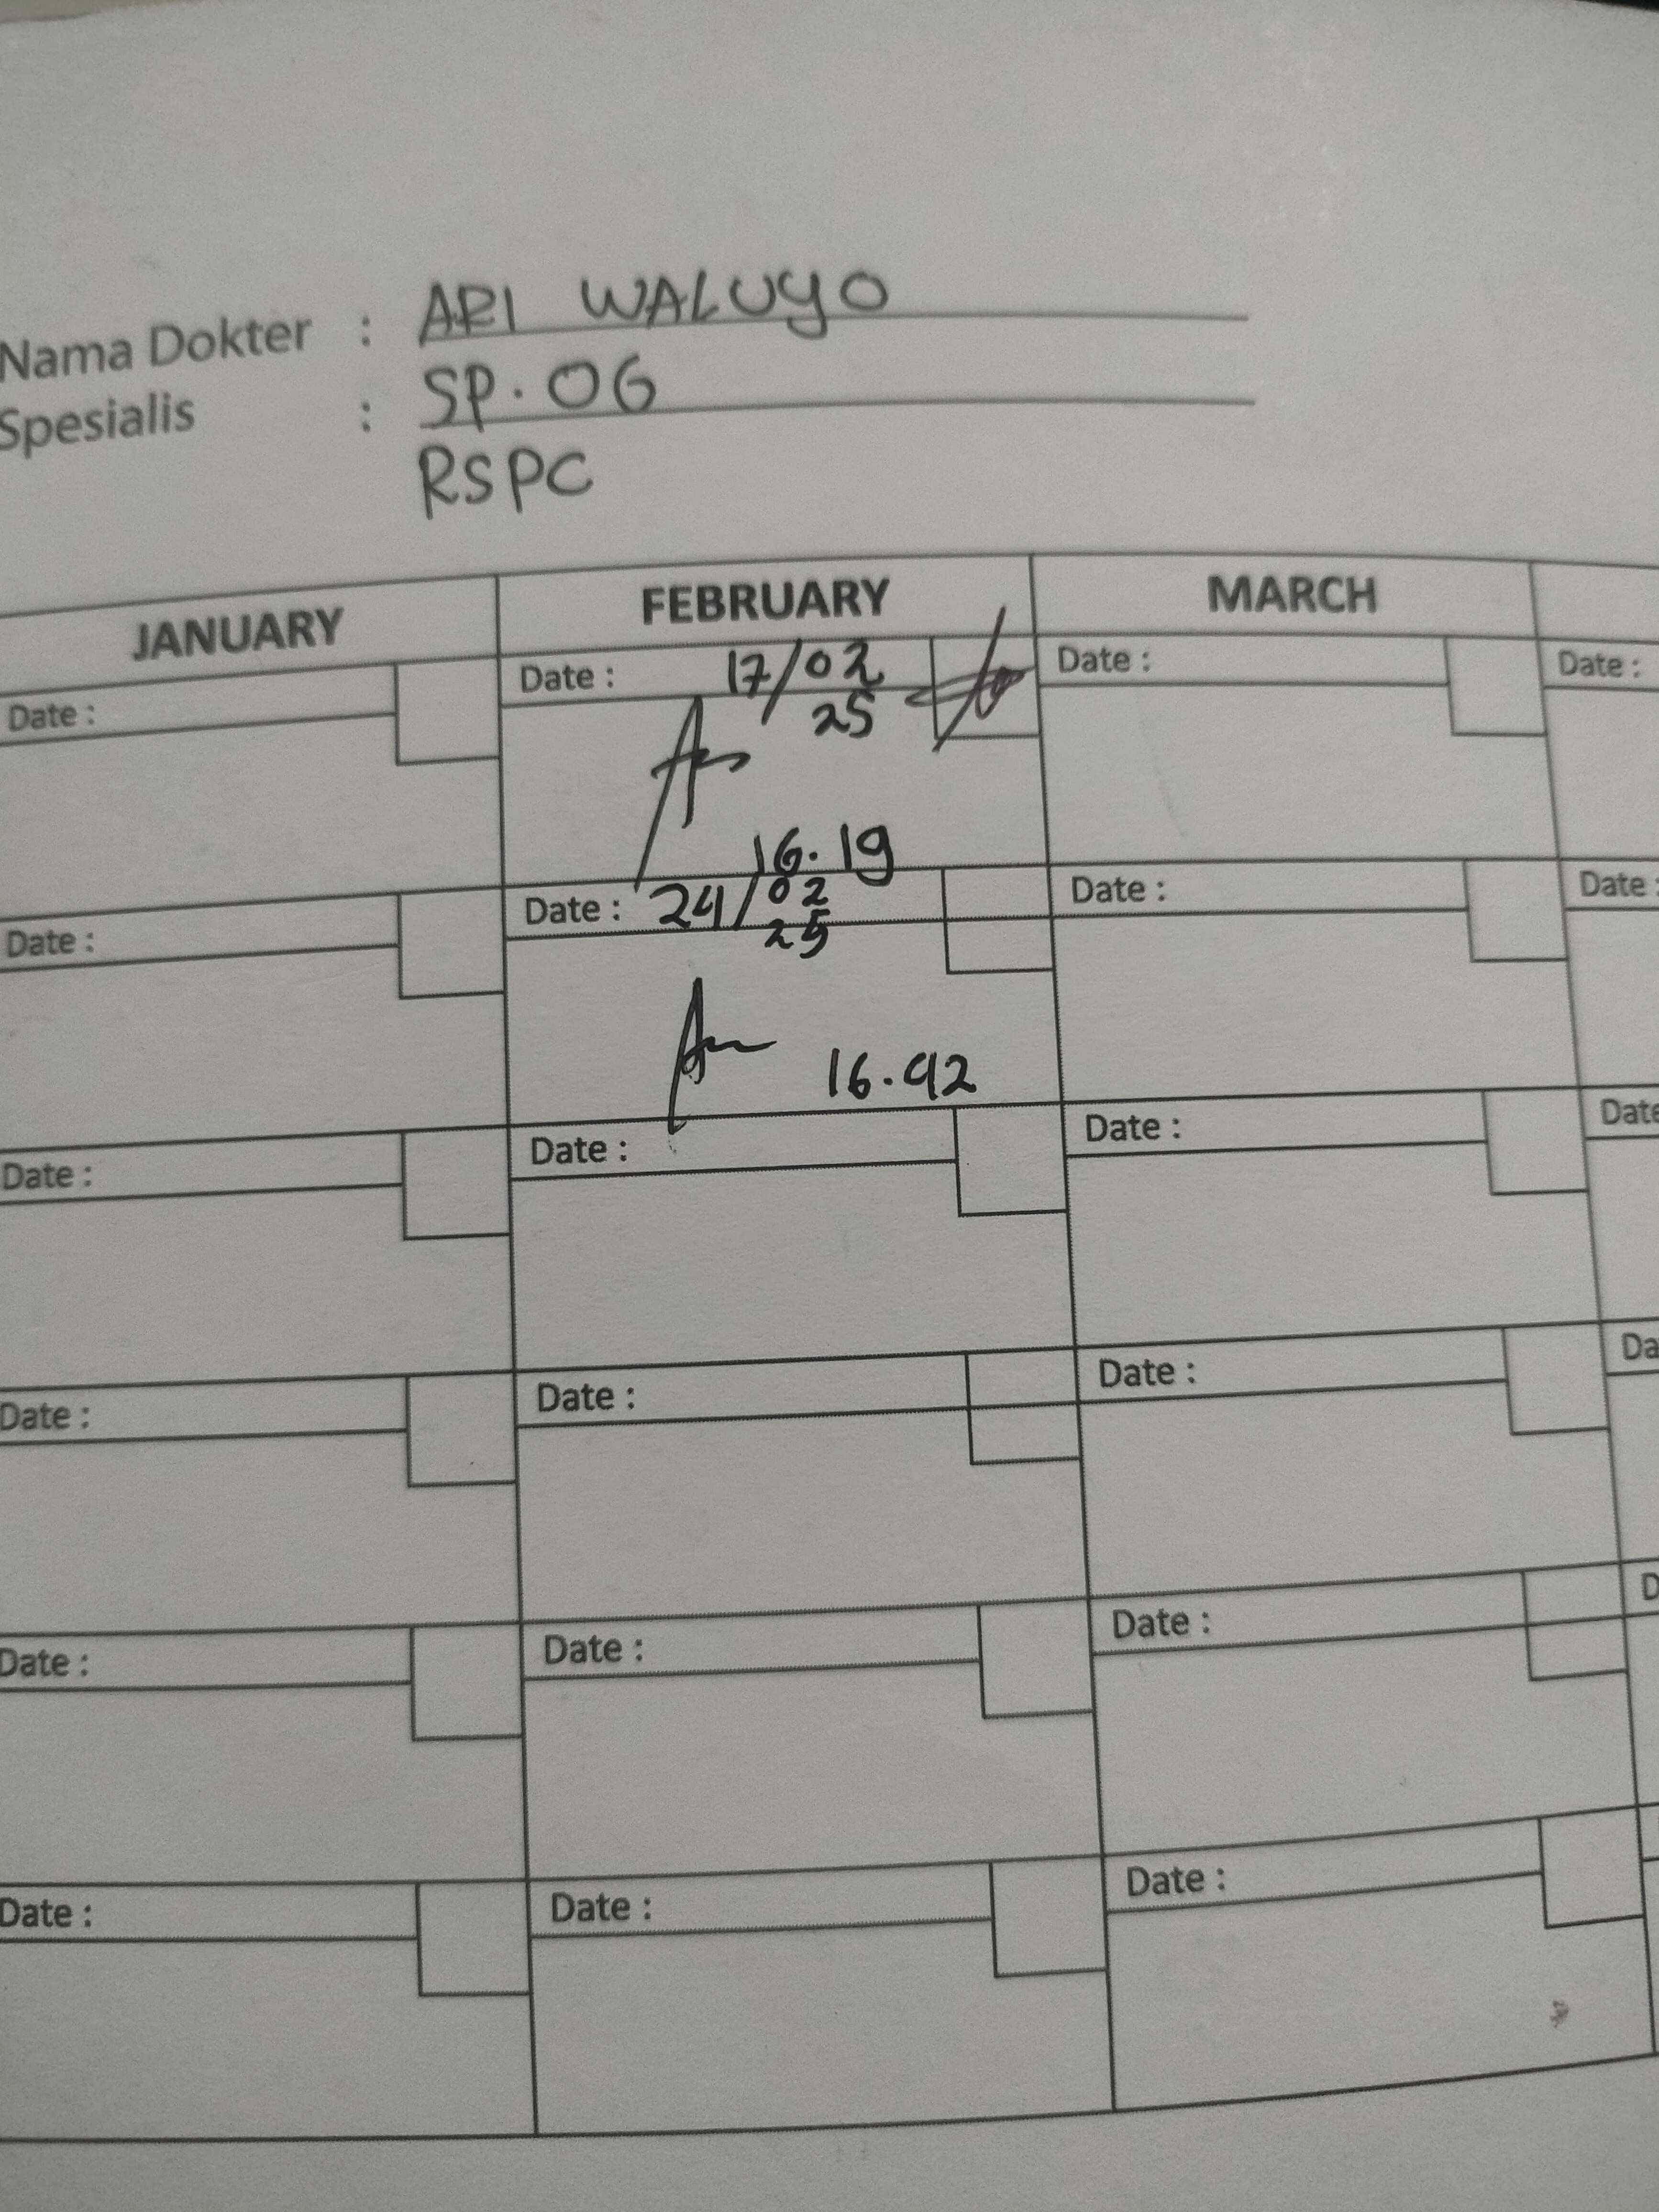 Nama Dokter : ARI WALUYO
Spesialis : SP. OG
RSPC
JANUARY FEBRUARY MARCH
Date : Date : 17/02 Date : Date :
25
16.19
Date : Date : 24/02 Date : Date :
25
16.42
Date : Date : Date : Date
Date : Date : Date : Da
Date : Date : Date : D
Date : Date : Date :